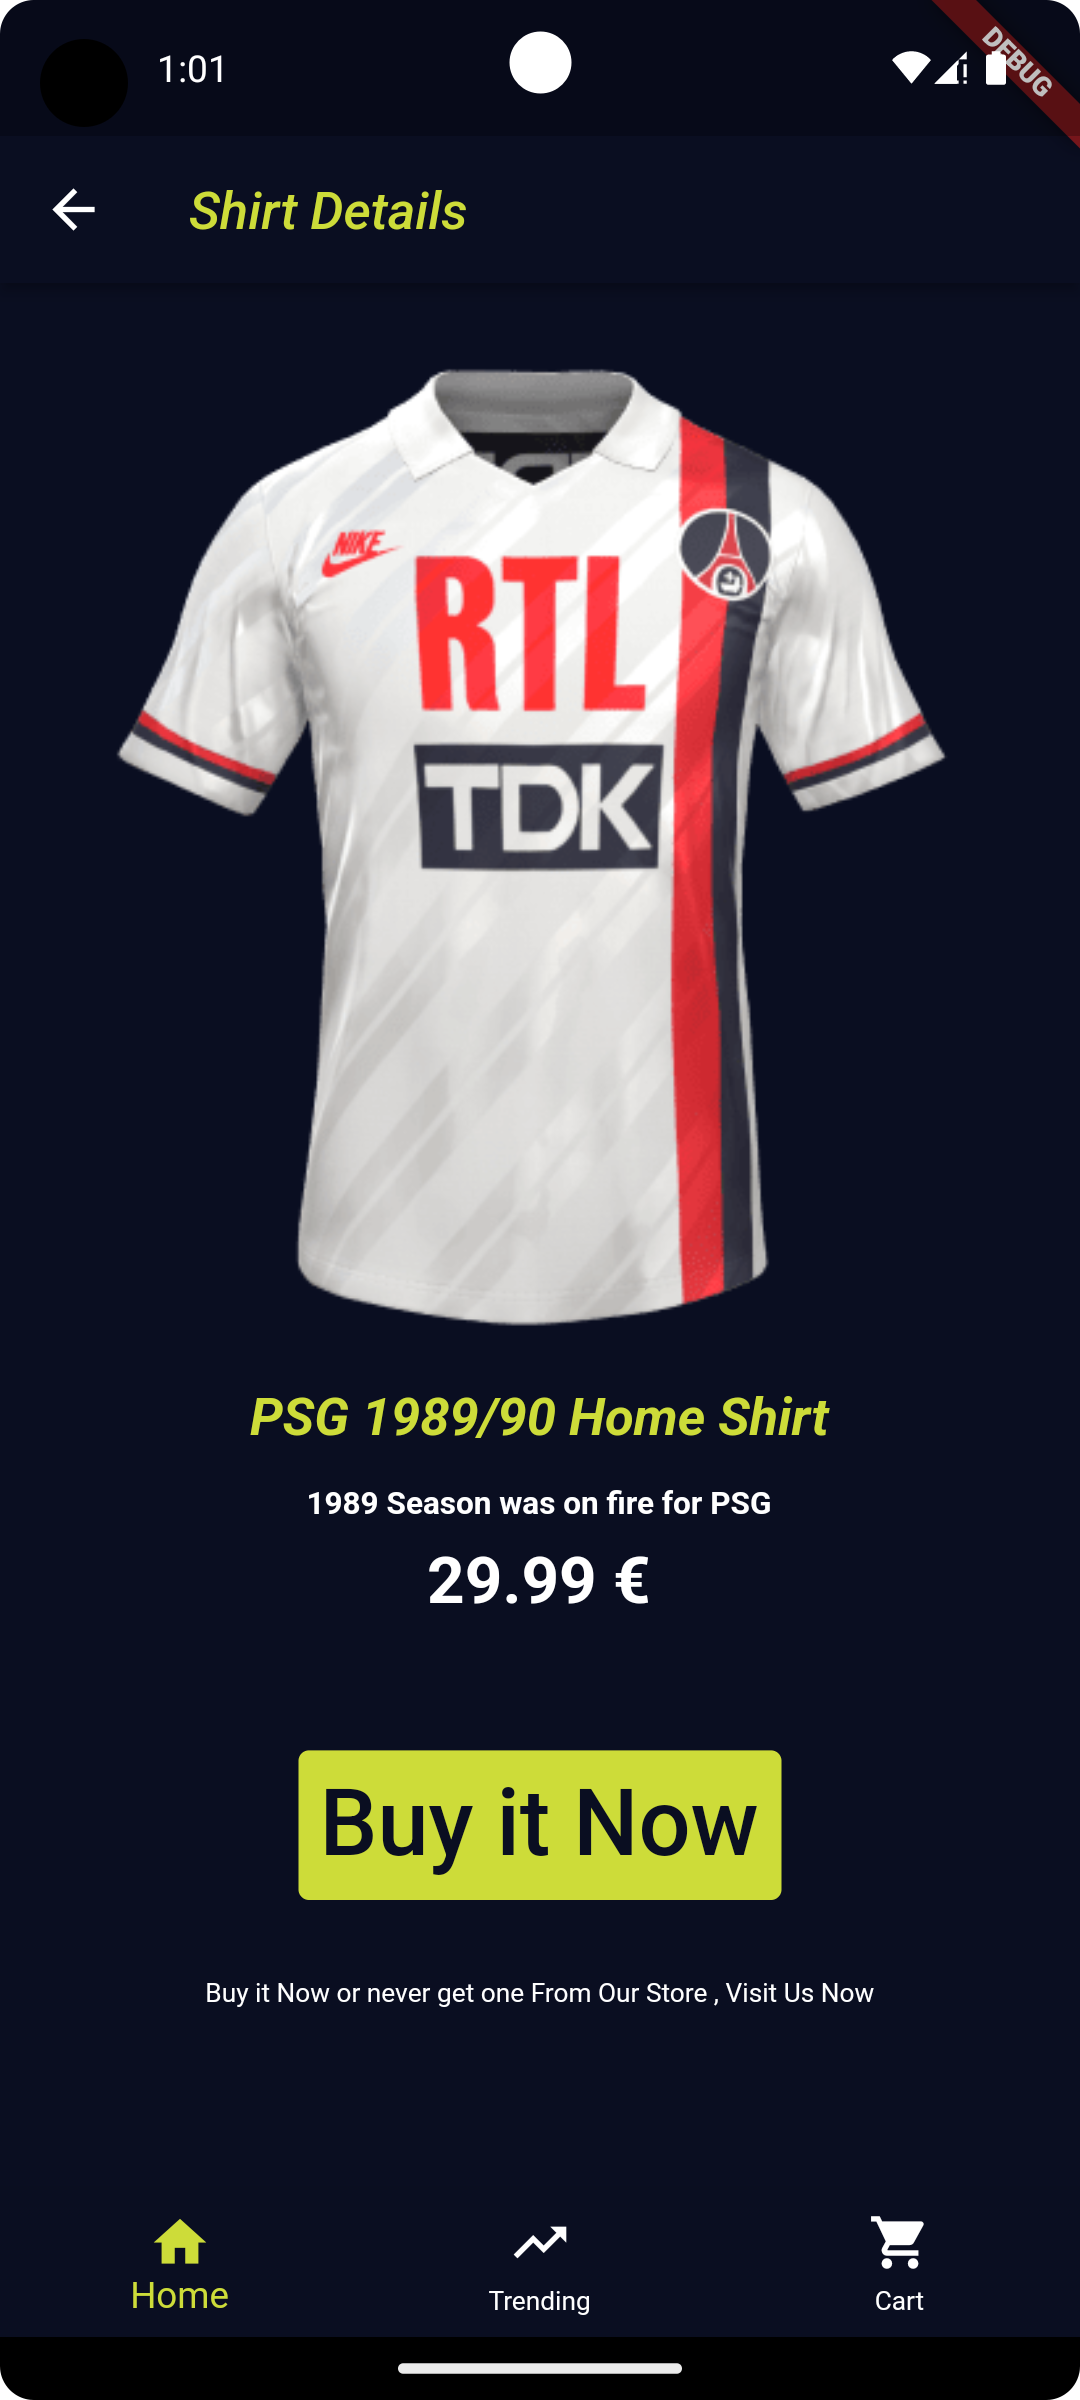 1:01
DEBUG
Shirt Details
NIKE
RTL
TDK
PSG 1989/90 Home Shirt
1989 Season was on fire for PSG
29.99 €
Buy it Now
Buy it Now or never get one From Our Store , Visit Us Now
Home
Trending
Cart